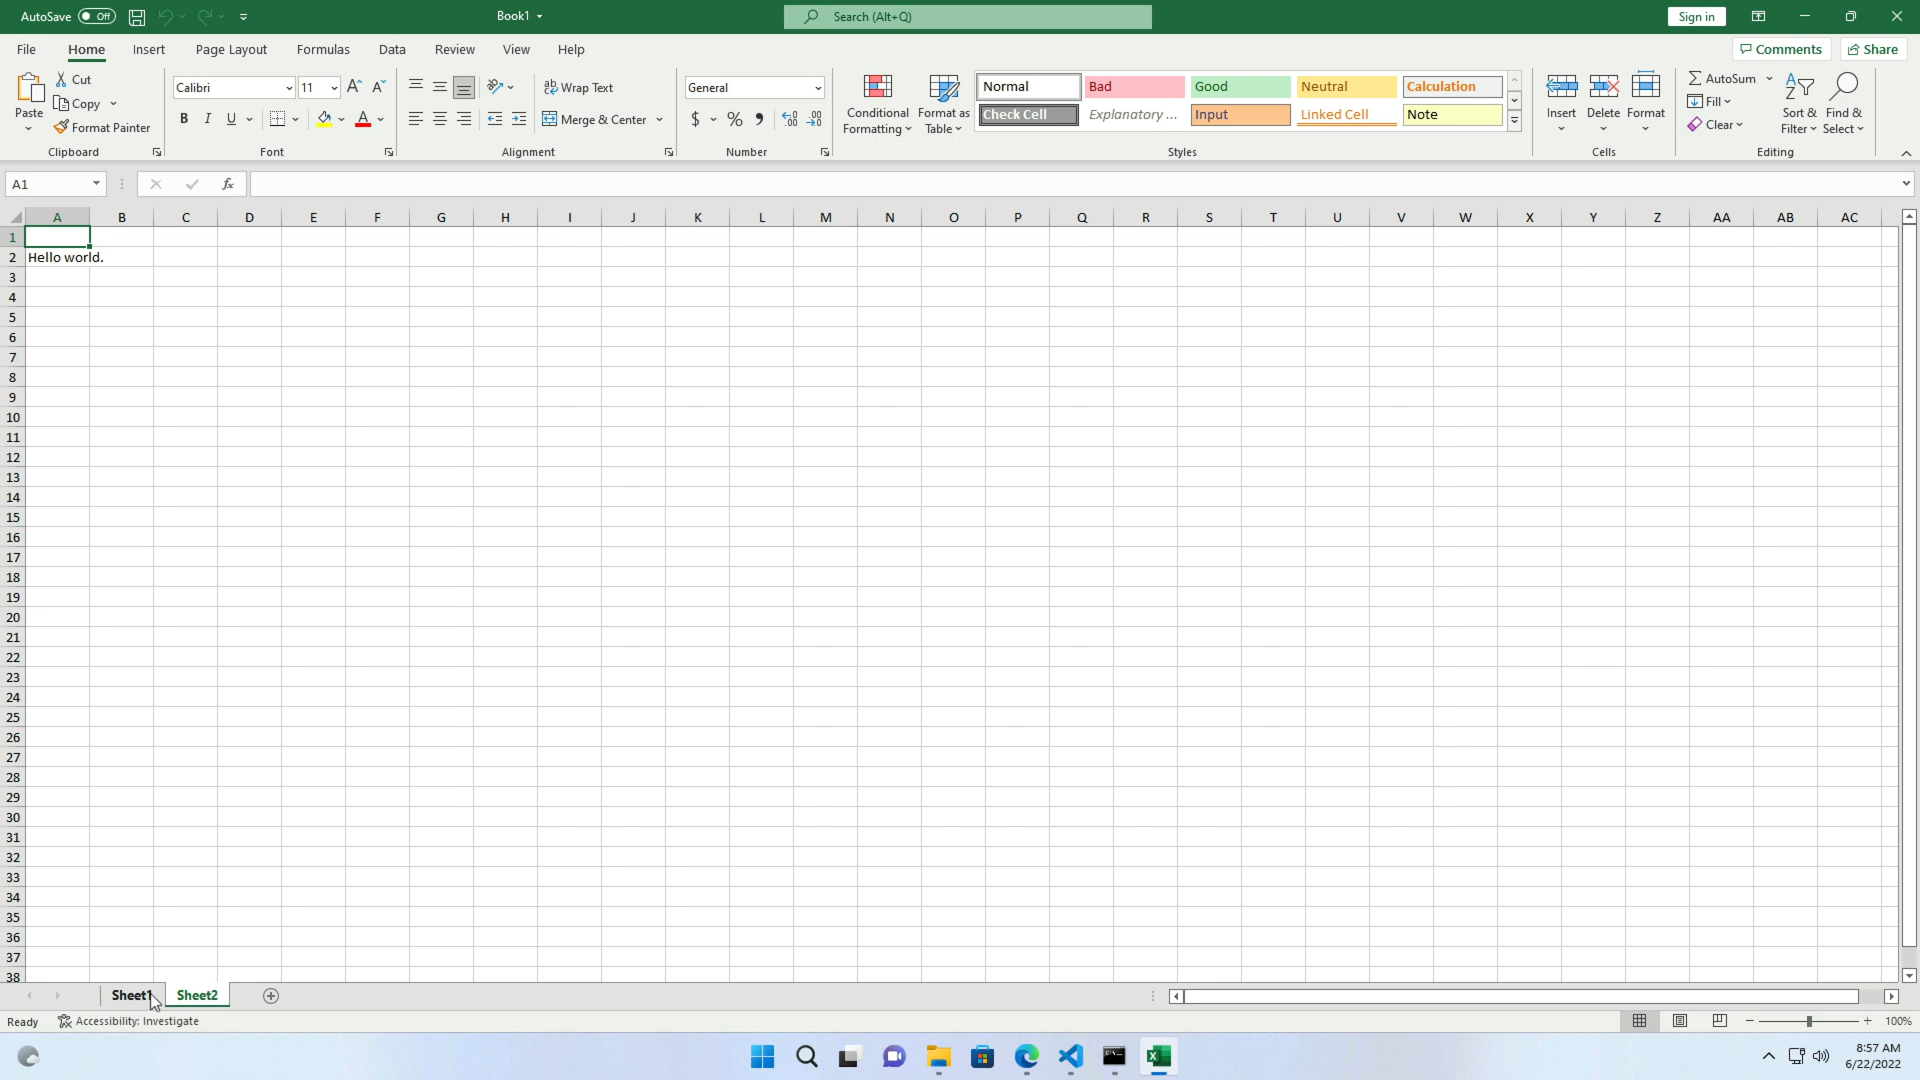 AutoSave Off Book1 Search (Alt+Q) Sign in
File Home Insert Page Layout Formulas Data Review View Help Comments Share
Paste Cut Copy Format Painter
Calibri 11
B I U A
Wrap Text
Merge & Center
General
$ %
Conditional Formatting
Format as Table
Normal Bad Good Neutral Calculation
Check Cell Explanatory ... Input Linked Cell Note
Insert Delete Format
AutoSum Fill Clear
Sort & Filter
Find & Select
Clipboard Font Alignment Number Styles Cells Editing
A1 fx
A B C D E F G H I J K L M N O P Q R S T U V W X Y Z AA AB AC
1
2 Hello world.
3
4
5
6
7
8
9
10
11
12
13
14
15
16
17
18
19
20
21
22
23
24
25
26
27
28
29
30
31
32
33
34
35
36
37
38
Sheet1 Sheet2
Ready Accessibility: Investigate 100%
8:57 AM
6/22/2022